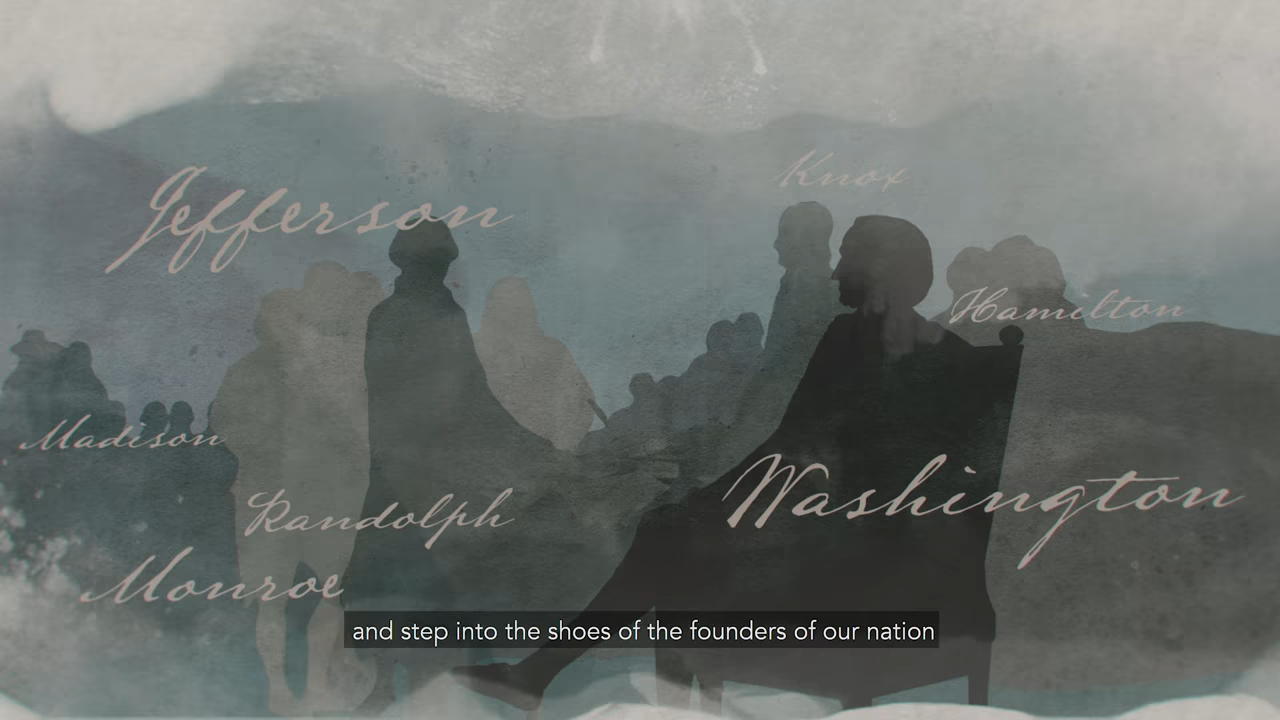 Knox
Jefferson
Hamilton
Madison
Washington
Randolph
Monroe
and step into the shoes of the founders of our nation